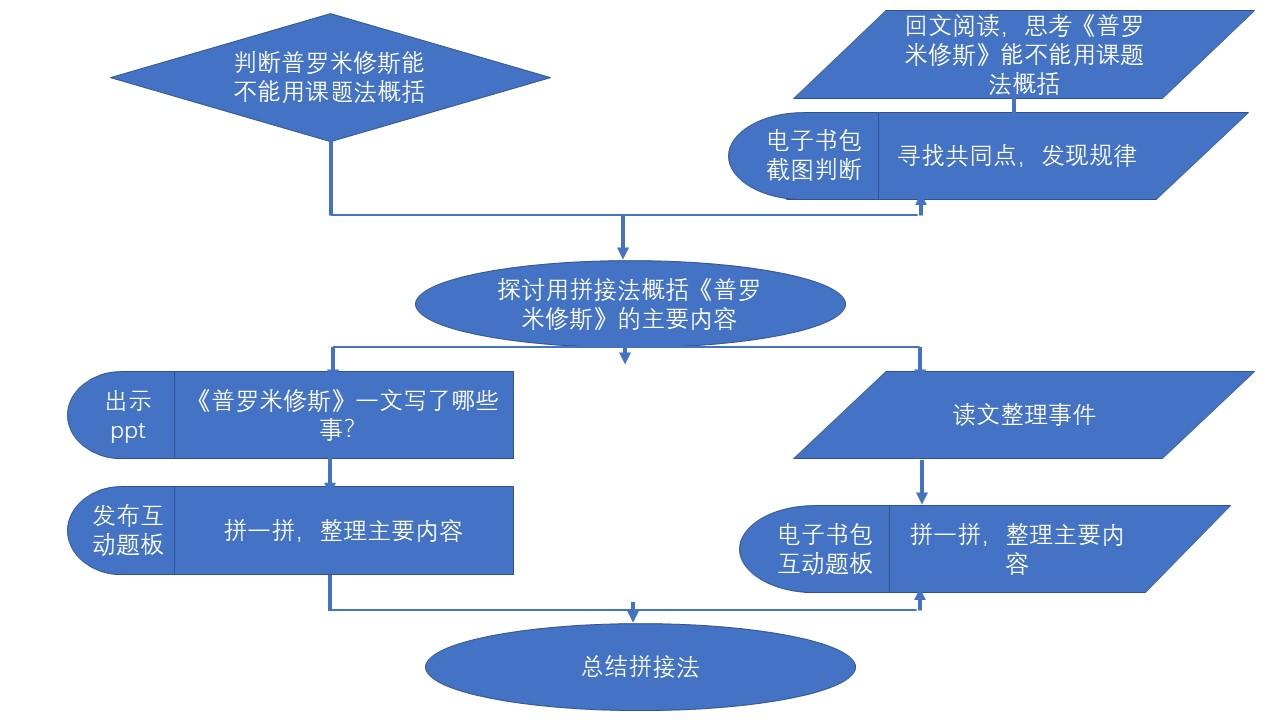 判断普罗米修斯能
不能用课题法概括
回文阅读，思考《普罗
米修斯》能不能用课题
法概括
电子书包
截图判断
寻找共同点，发现规律
探讨用拼接法概括《普罗
米修斯》的主要内容
出示
ppt
《普罗米修斯》一文写了哪些
事？
读文整理事件
发布互
动题板
拼一拼，整理主要内容
电子书包
互动题板
拼一拼，整理主要内
容
总结拼接法